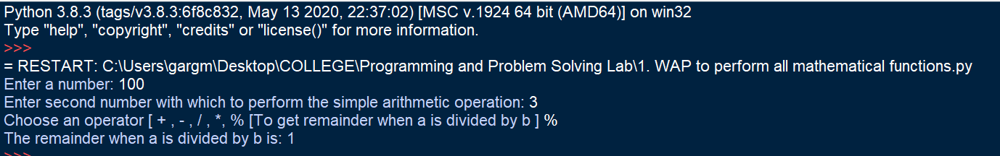 Python 3.8.3 (tags/v3.8.3:6f8c832, May 13 2020, 22:37:02) [MSC v.1924 64 bit (AMD64)] on win32
Type "help", "copyright", "credits" or "license()" for more information.
>>>
= RESTART: C:\Users\gargm\Desktop\COLLEGE\Programming and Problem Solving Lab\1. WAP to perform all mathematical functions.py
Enter a number: 100
Enter second number with which to perform the simple arithmetic operation: 3
Choose an operator [ + , - , / , *, % [To get remainder when a is divided by b ] %
The remainder when a is divided by b is: 1
>>>